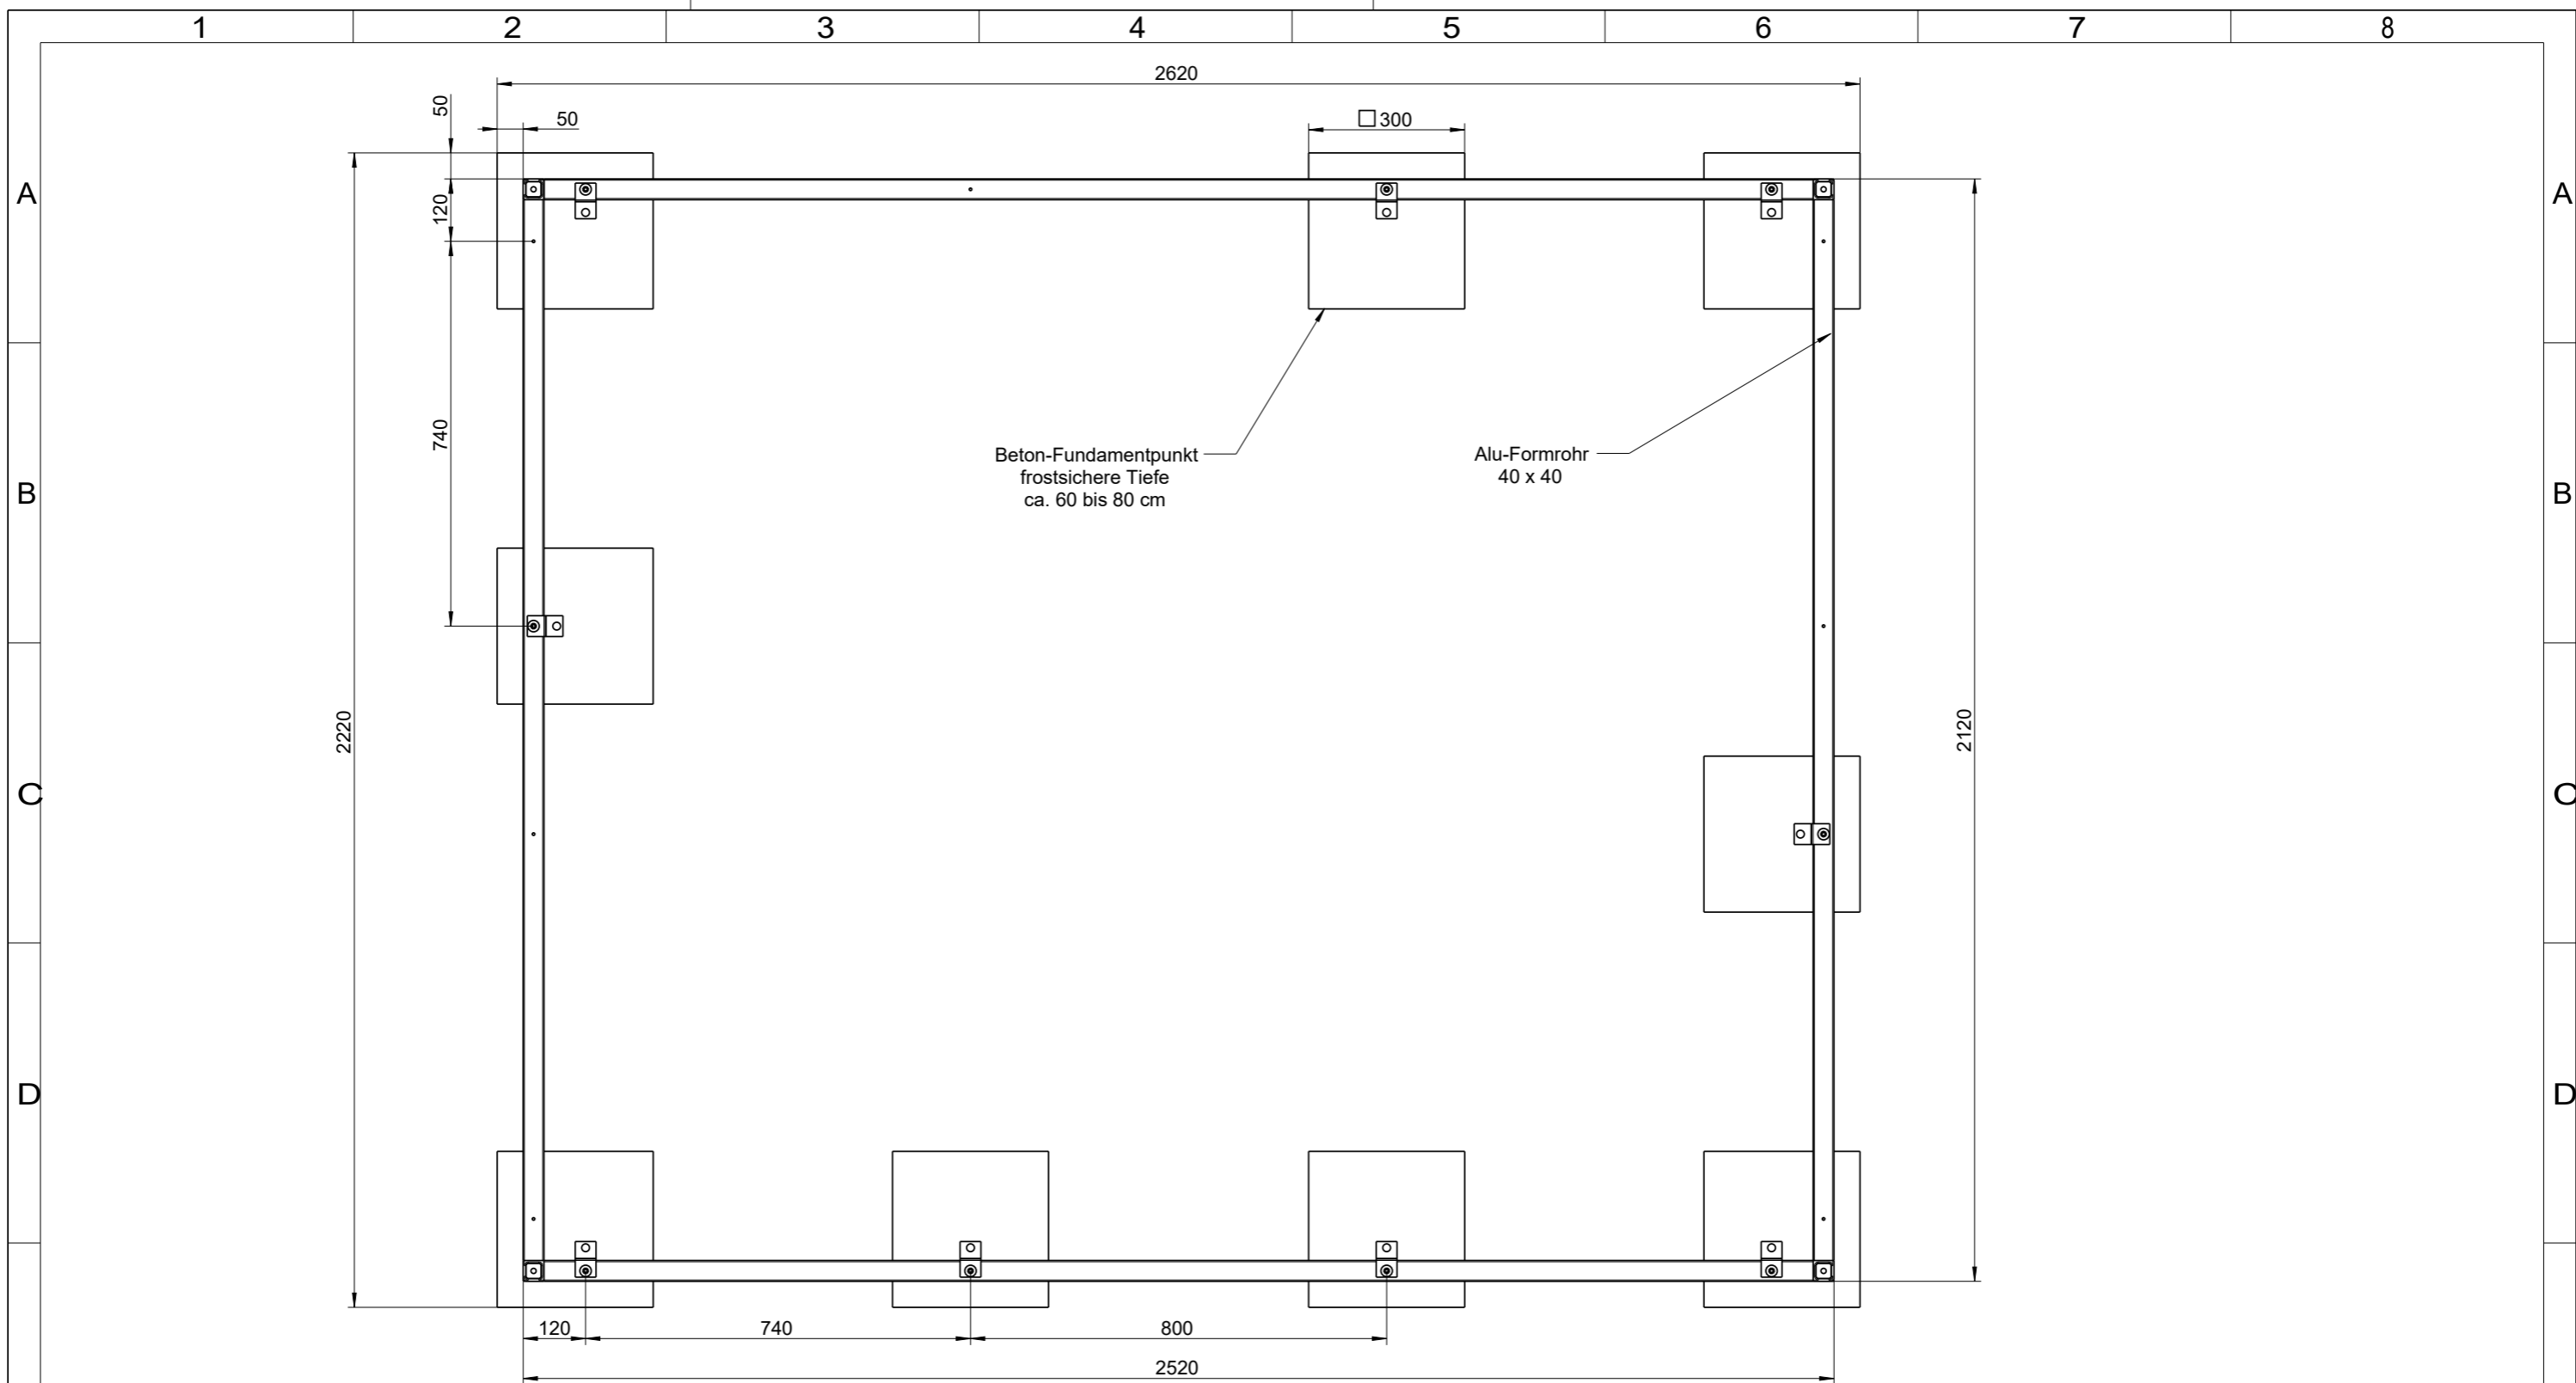 1 2 3 4 5 6 7 8
2620
50
50
□ 300
A
A
120
740
Beton-Fundamentpunkt
frostsichere Tiefe
ca. 60 bis 80 cm
Alu-Formrohr
40 x 40
B
B
2220
2120
C
C
D
D
120 740 800
2520